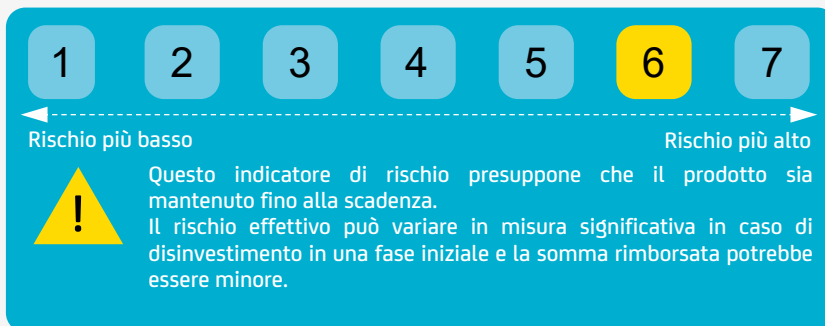 1 2 3 4 5 6 7
Rischio più basso Rischio più alto
!
Questo indicatore di rischio presuppone che il prodotto sia
mantenuto fino alla scadenza.
Il rischio effettivo può variare in misura significativa in caso di
disinvestimento in una fase iniziale e la somma rimborsata potrebbe
essere minore.